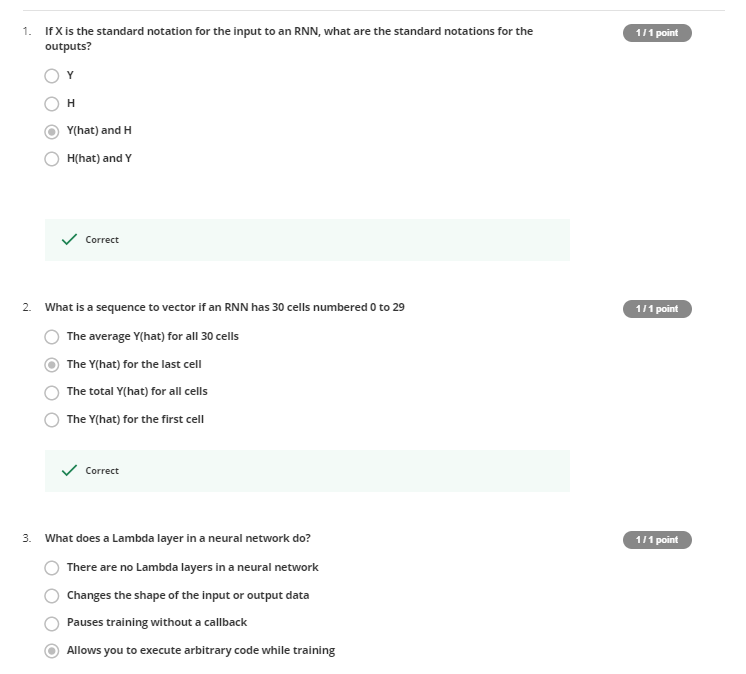 1. If X is the standard notation for the input to an RNN, what are the standard notations for the
outputs?
1 / 1 point
Y
H
Y(hat) and H
H(hat) and Y
Correct
2. What is a sequence to vector if an RNN has 30 cells numbered 0 to 29
1 / 1 point
The average Y(hat) for all 30 cells
The Y(hat) for the last cell
The total Y(hat) for all cells
The Y(hat) for the first cell
Correct
3. What does a Lambda layer in a neural network do?
1 / 1 point
There are no Lambda layers in a neural network
Changes the shape of the input or output data
Pauses training without a callback
Allows you to execute arbitrary code while training